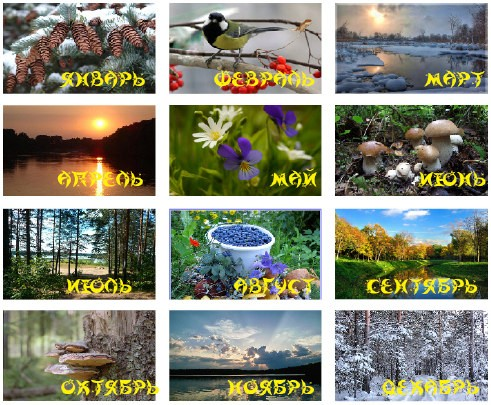 ЯНВАРЬ
ФЕВРАЛЬ
МАРТ
АПРЕЛЬ
МАЙ
ИЮНЬ
ИЮЛЬ
АВГУСТ
СЕНТЯБРЬ
ОКТЯБРЬ
НОЯБРЬ
ДЕКАБРЬ